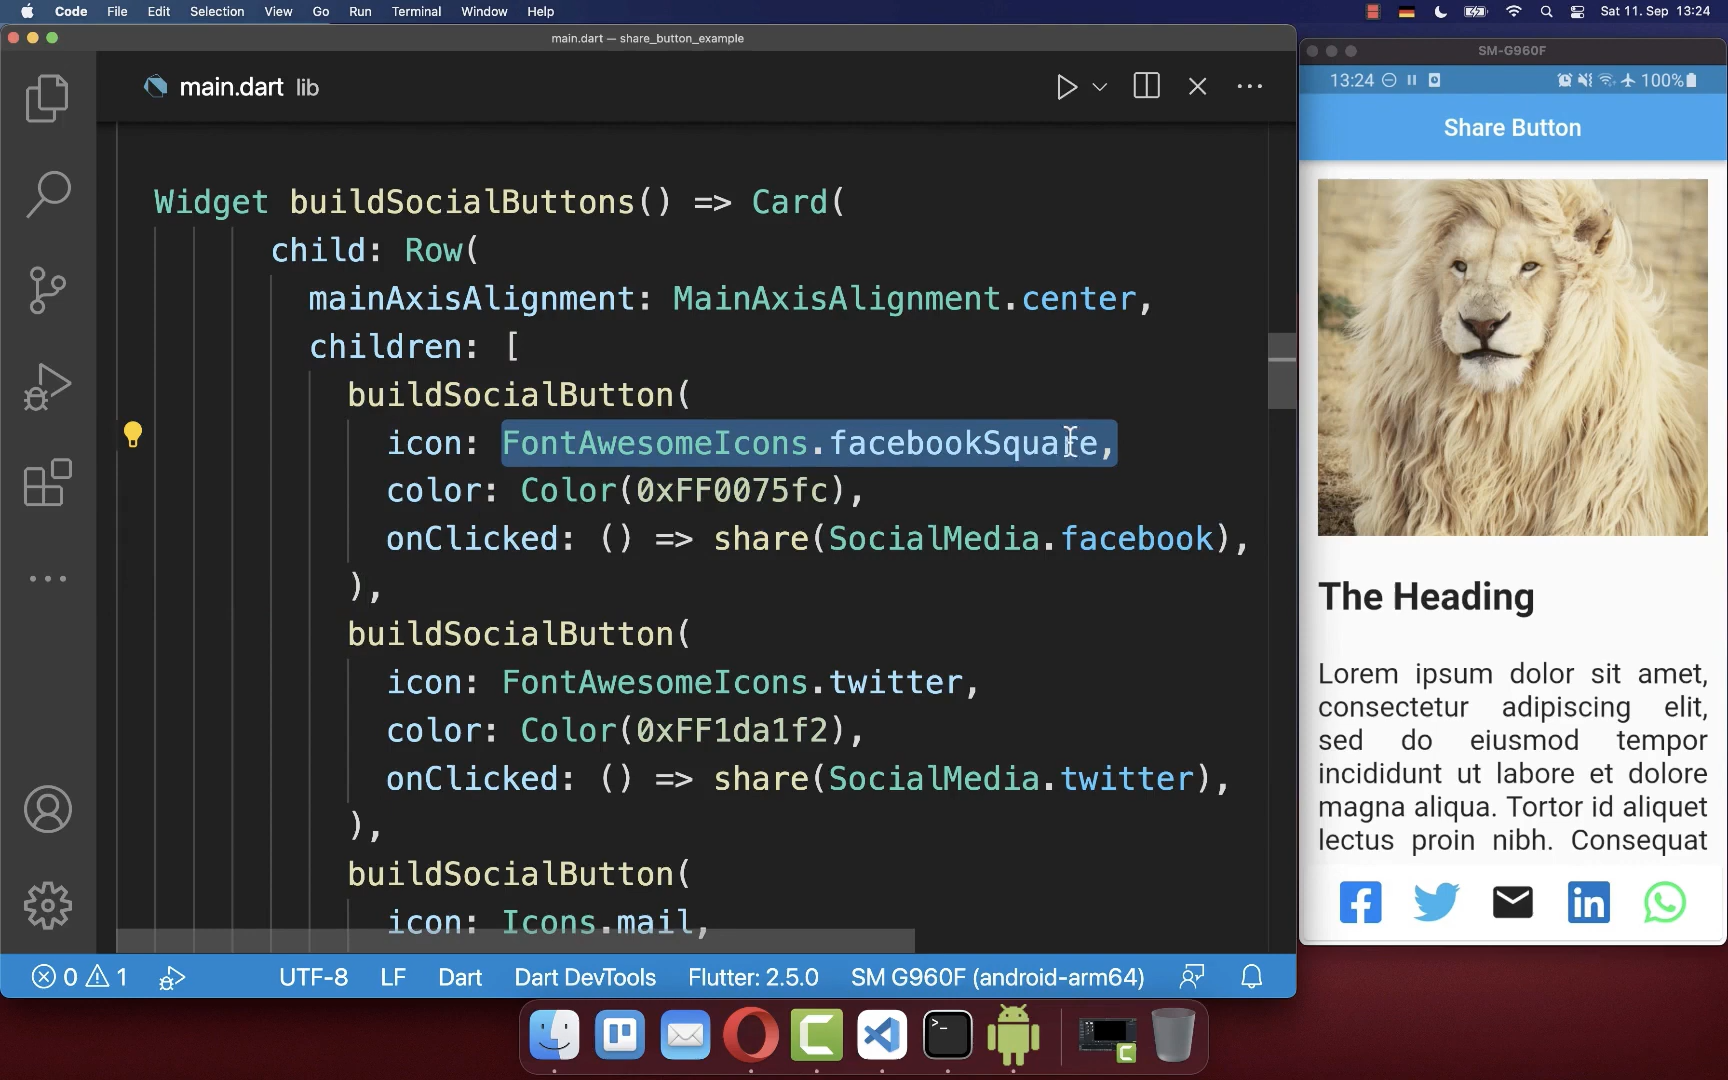 Code File Edit Selection View Go Run Terminal Window Help
Sat 11. Sep 13:24
main.dart — share_button_example
main.dart lib
Widget buildSocialButtons() => Card(
child: Row(
mainAxisAlignment: MainAxisAlignment.center,
children: [
buildSocialButton(
icon: FontAwesomeIcons.facebookSquare,
color: Color(0xFF0075fc),
onClicked: () => share(SocialMedia.facebook),
),
buildSocialButton(
icon: FontAwesomeIcons.twitter,
color: Color(0xFF1da1f2),
onClicked: () => share(SocialMedia.twitter),
),
buildSocialButton(
icon: Icons.mail,
0 1 UTF-8 LF Dart Dart DevTools Flutter: 2.5.0 SM G960F (android-arm64)
SM-G960F
13:24 100%
Share Button
The Heading
Lorem ipsum dolor sit amet,
consectetur adipiscing elit,
sed do eiusmod tempor
incididunt ut labore et dolore
magna aliqua. Tortor id aliquet
lectus proin nibh. Consequat